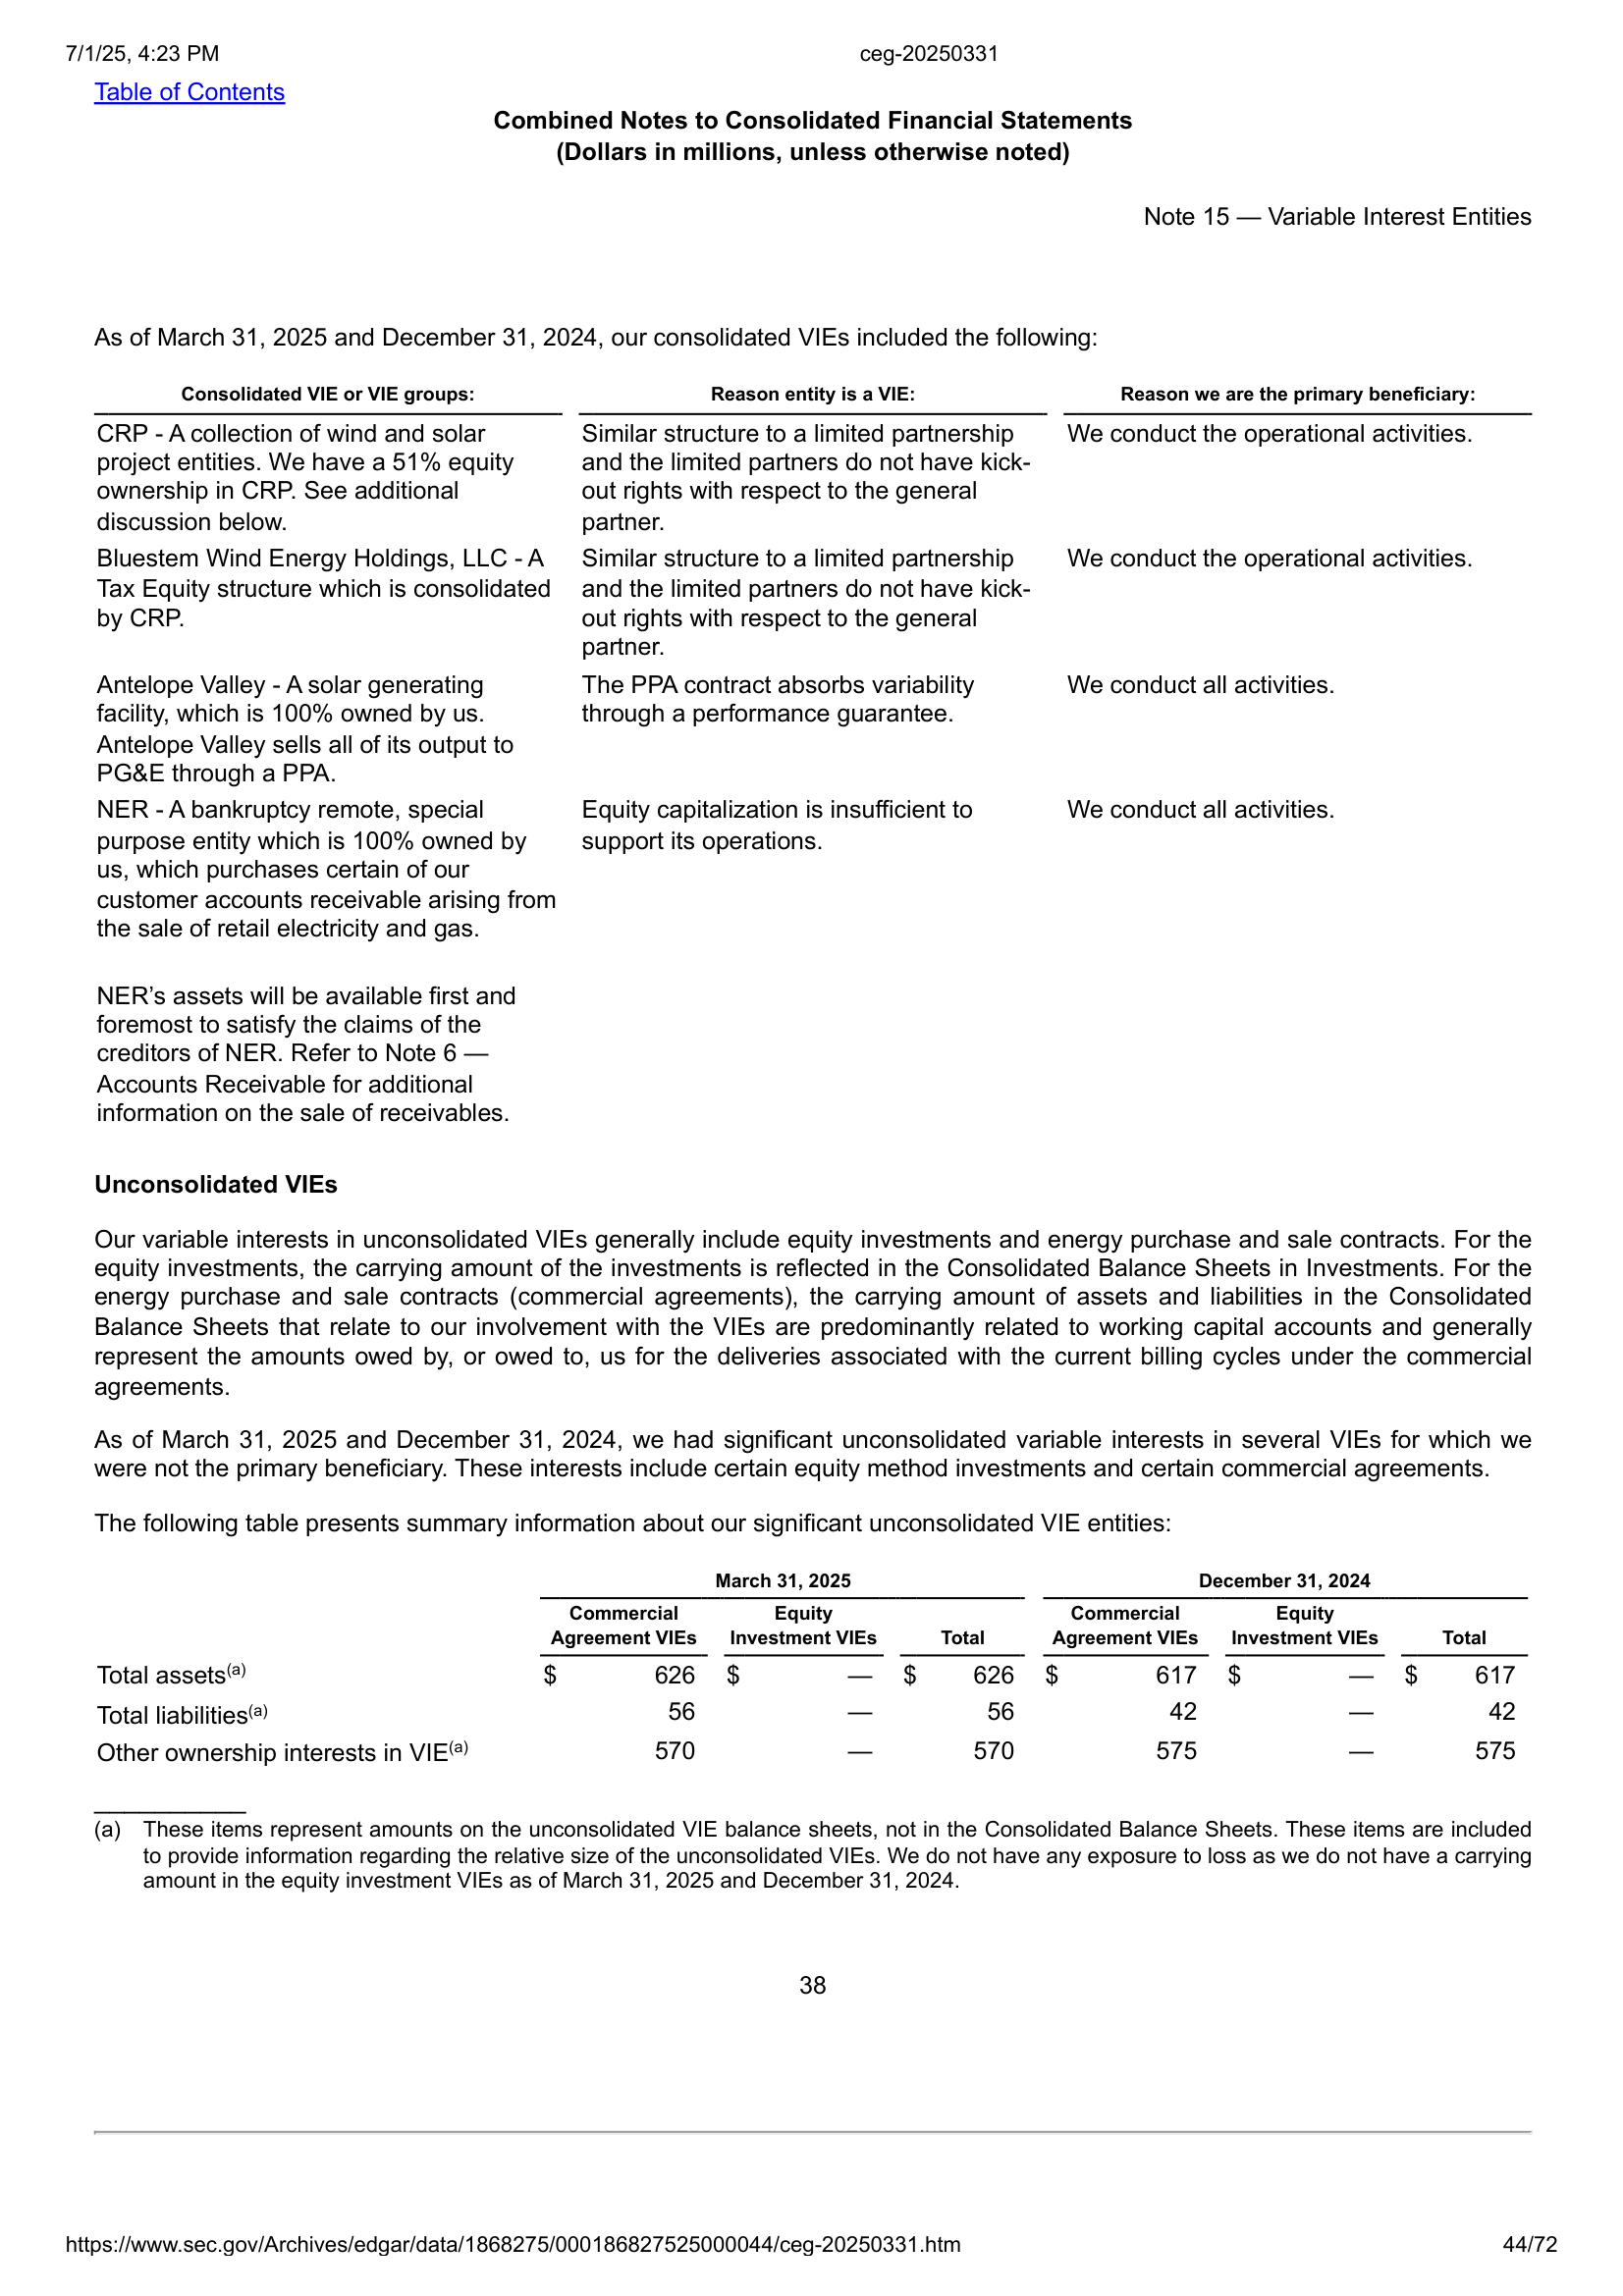 7/1/25, 4:23 PM ceg-20250331
Table of Contents
Combined Notes to Consolidated Financial Statements
(Dollars in millions, unless otherwise noted)
Note 15 — Variable Interest Entities
As of March 31, 2025 and December 31, 2024, our consolidated VIEs included the following:
Consolidated VIE or VIE groups: Reason entity is a VIE: Reason we are the primary beneficiary:
CRP - A collection of wind and solar Similar structure to a limited partnership We conduct the operational activities.
project entities. We have a 51% equity and the limited partners do not have kick-
ownership in CRP. See additional out rights with respect to the general
discussion below. partner.
Bluestem Wind Energy Holdings, LLC - A Similar structure to a limited partnership We conduct the operational activities.
Tax Equity structure which is consolidated and the limited partners do not have kick-
by CRP. out rights with respect to the general
partner.
Antelope Valley - A solar generating The PPA contract absorbs variability We conduct all activities.
facility, which is 100% owned by us. through a performance guarantee.
Antelope Valley sells all of its output to
PG&E through a PPA.
NER - A bankruptcy remote, special Equity capitalization is insufficient to We conduct all activities.
purpose entity which is 100% owned by support its operations.
us, which purchases certain of our
customer accounts receivable arising from
the sale of retail electricity and gas.
NER’s assets will be available first and
foremost to satisfy the claims of the
creditors of NER. Refer to Note 6 —
Accounts Receivable for additional
information on the sale of receivables.
Unconsolidated VIEs
Our variable interests in unconsolidated VIEs generally include equity investments and energy purchase and sale contracts. For the
equity investments, the carrying amount of the investments is reflected in the Consolidated Balance Sheets in Investments. For the
energy purchase and sale contracts (commercial agreements), the carrying amount of assets and liabilities in the Consolidated
Balance Sheets that relate to our involvement with the VIEs are predominantly related to working capital accounts and generally
represent the amounts owed by, or owed to, us for the deliveries associated with the current billing cycles under the commercial
agreements.
As of March 31, 2025 and December 31, 2024, we had significant unconsolidated variable interests in several VIEs for which we
were not the primary beneficiary. These interests include certain equity method investments and certain commercial agreements.
The following table presents summary information about our significant unconsolidated VIE entities:
March 31, 2025 December 31, 2024
Commercial Equity Commercial Equity
Agreement VIEs Investment VIEs Total Agreement VIEs Investment VIEs Total
Total assets(a) $ 626 $ — $ 626 $ 617 $ — $ 617
Total liabilities(a) 56 — 56 42 — 42
Other ownership interests in VIE(a) 570 — 570 575 — 575
(a) These items represent amounts on the unconsolidated VIE balance sheets, not in the Consolidated Balance Sheets. These items are included
to provide information regarding the relative size of the unconsolidated VIEs. We do not have any exposure to loss as we do not have a carrying
amount in the equity investment VIEs as of March 31, 2025 and December 31, 2024.
38
https://www.sec.gov/Archives/edgar/data/1868275/000186827525000044/ceg-20250331.htm 44/72